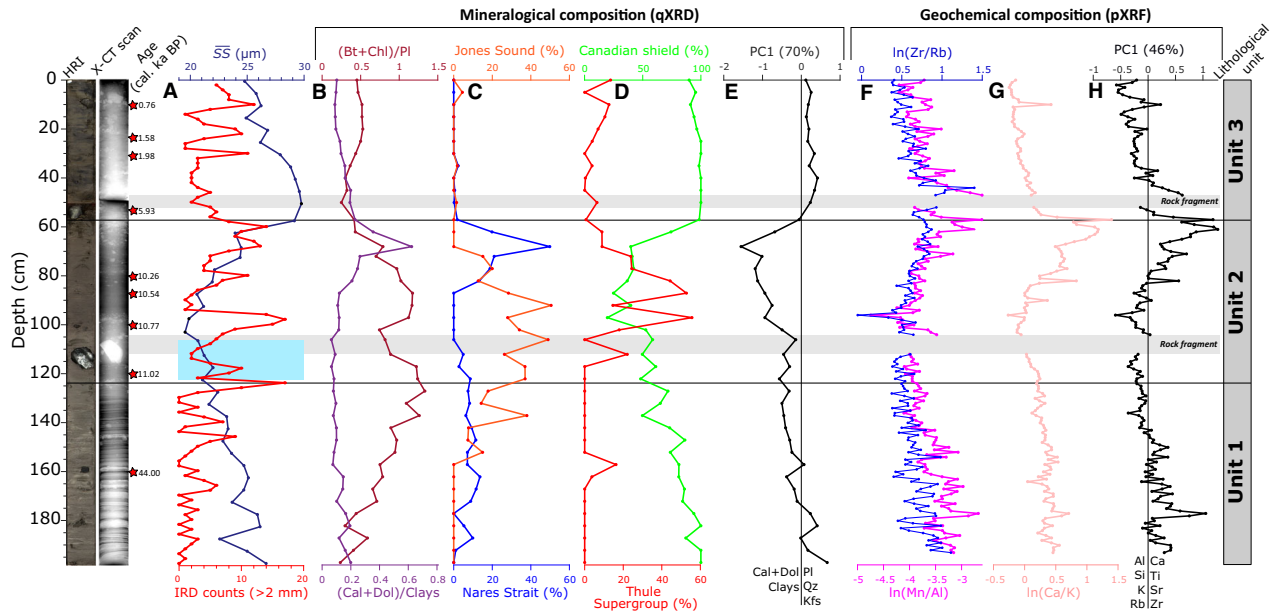 Mineralogical composition (qXRD)
Geochemical composition (pXRF)
HRI
X-CT scan
Age
(cal. ka BP)
SS (µm)
(Bt+Chl)/Pl
Jones Sound (%)
Canadian shield (%)
PC1 (70%)
ln(Zr/Rb)
PC1 (46%)
Lithological
unit
20 25 30
0 0.5 1 1.5
0 20 40 60
0 50 100
-2 -1 0 1
-0.5 0.5 1.5
-1 0 1
A B C D E F G H
Depth (cm)
0
20
40
60
80
100
120
140
160
180
0.76
1.58
1.98
5.93
10.26
10.54
10.77
11.02
44.00
Rock fragment
Rock fragment
Unit 3
Unit 2
Unit 1
0 10 20
IRD counts (>2 mm)
0.0 0.5 1.0 1.5 2.0
(Cal+Dol)/Clays
0 20 40 60
Nares Strait (%)
0 20 40 60
Thule
Supergroup (%)
Cal+Dol Pl
Clays Qz
Kfs
-5 -4 -3.5 -3
ln(Mn/Al)
-0.5 0.5 1.5
ln(Ca/K)
Al Ca
Si Ti
K Sr
Rb Zr